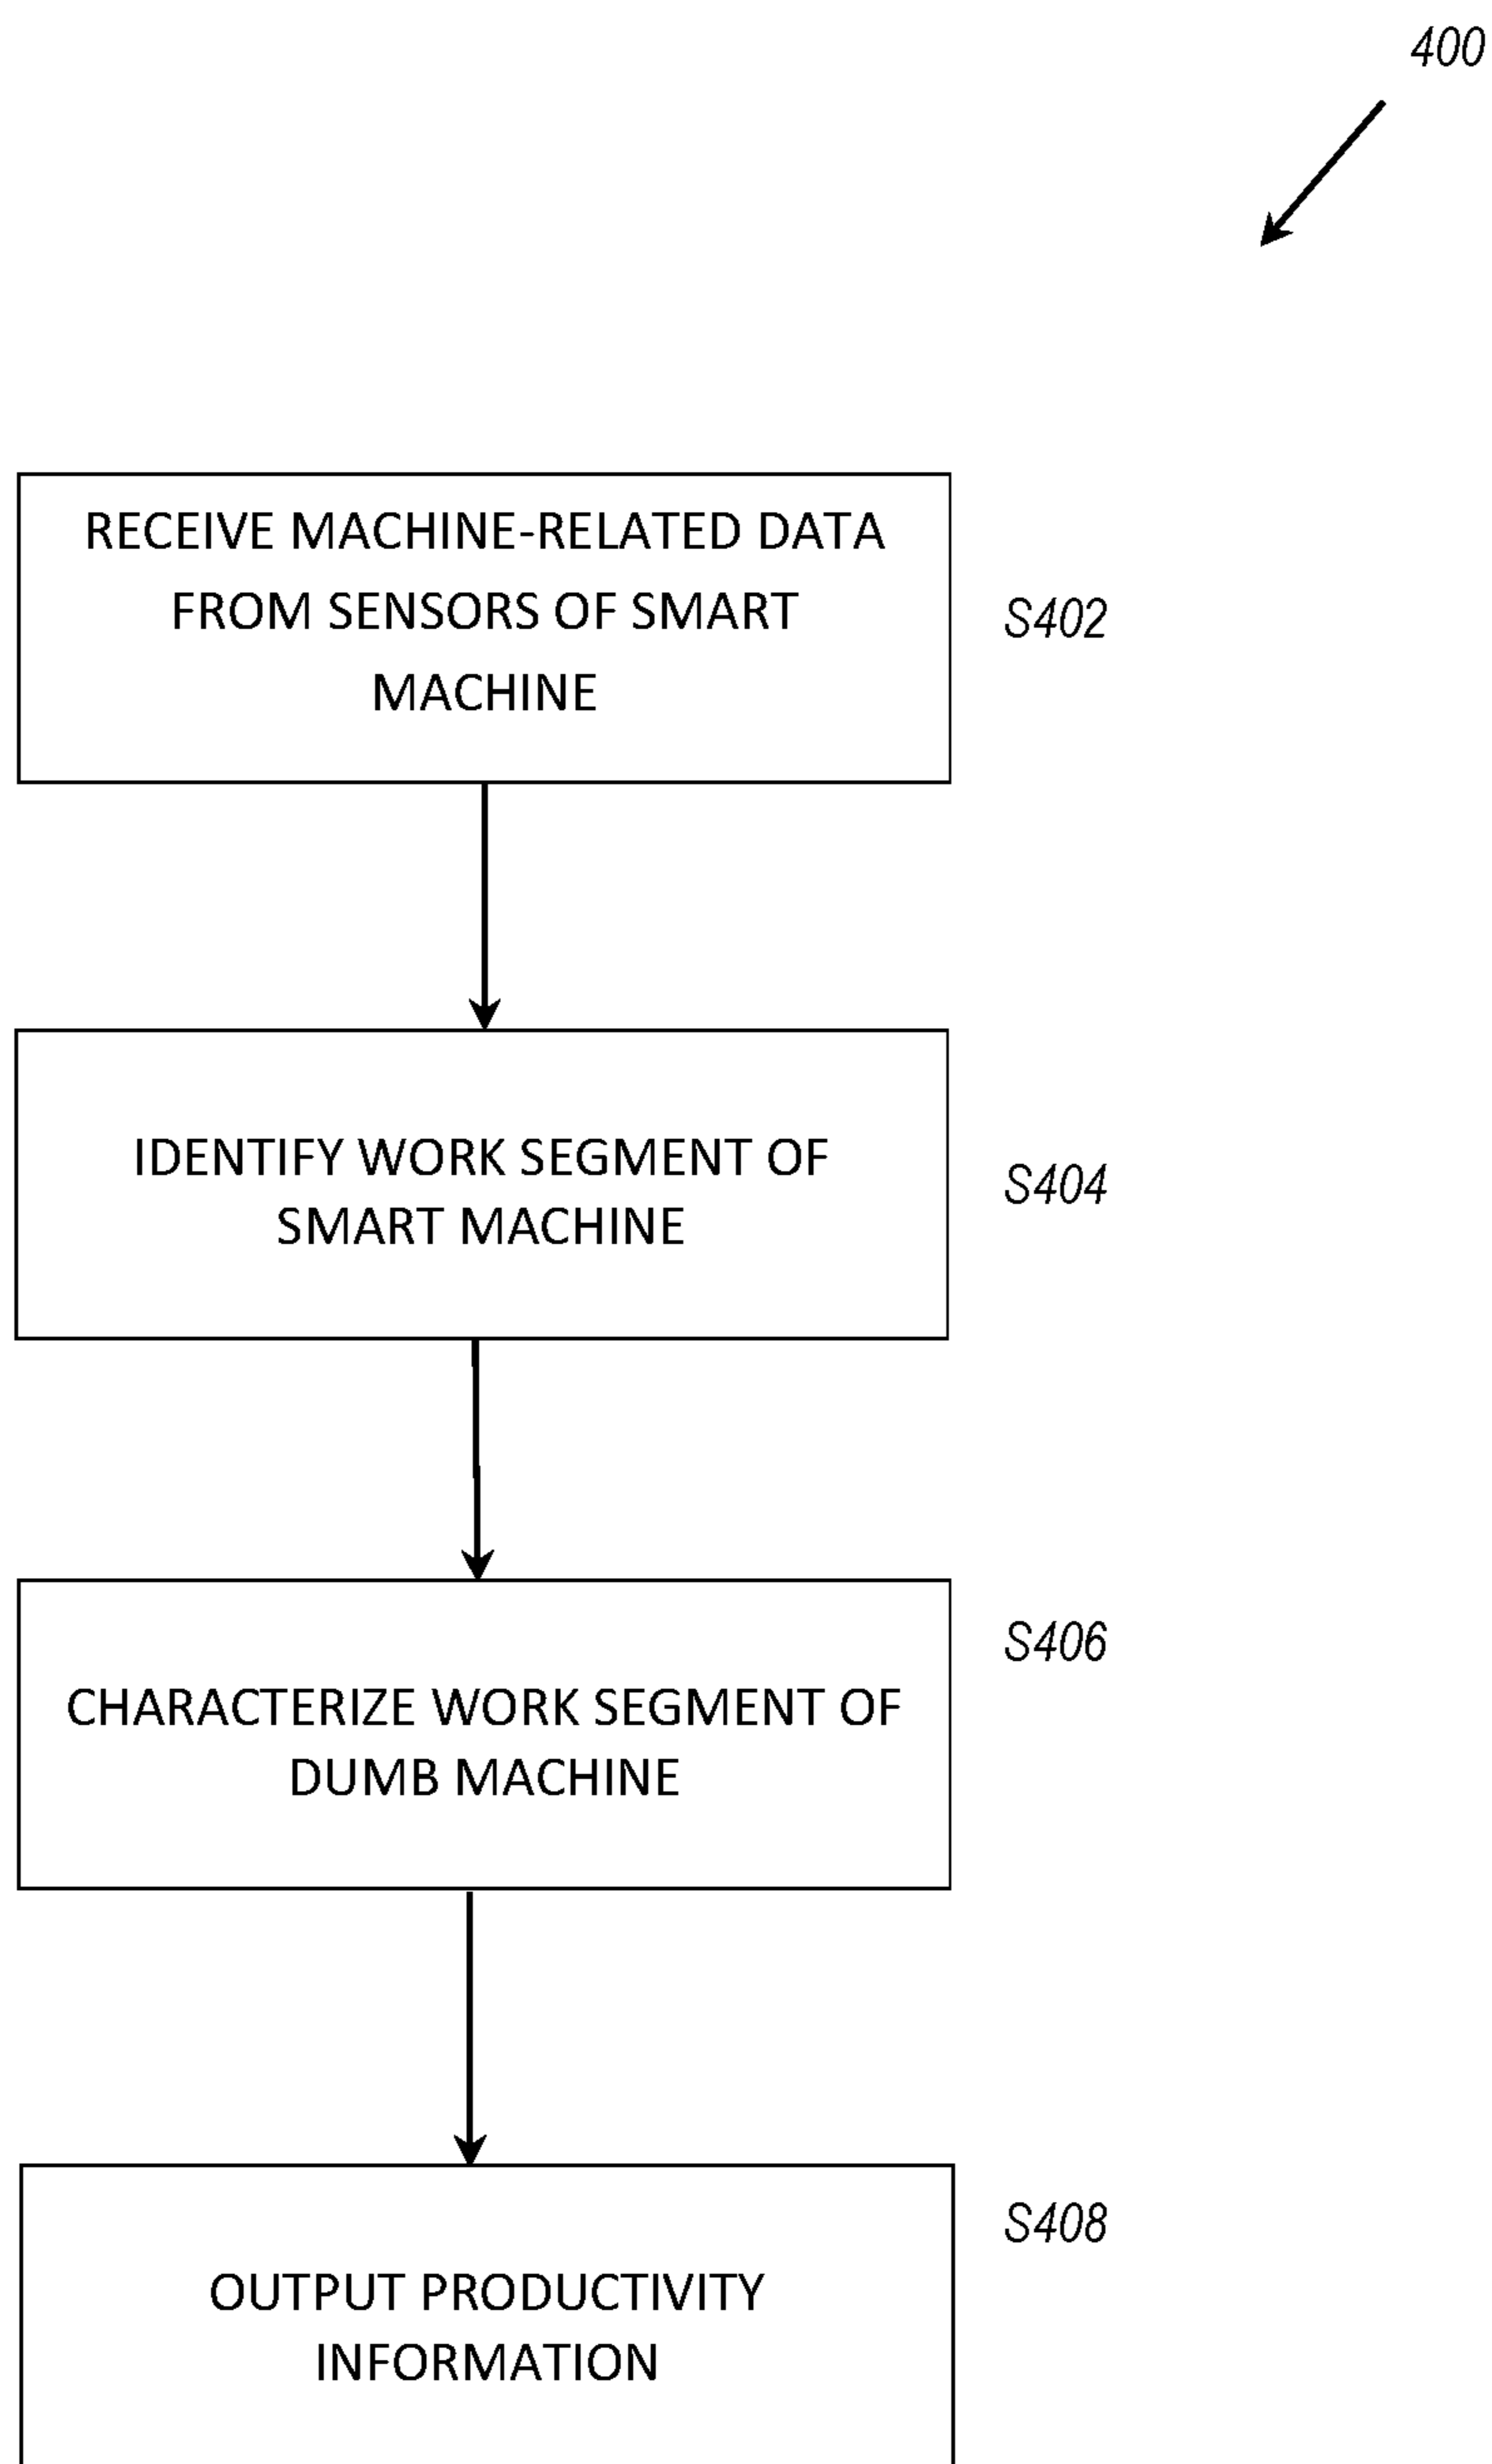 400
RECEIVE MACHINE-RELATED DATA
FROM SENSORS OF SMART
MACHINE
S402
IDENTIFY WORK SEGMENT OF
SMART MACHINE
S404
CHARACTERIZE WORK SEGMENT OF
DUMB MACHINE
S406
OUTPUT PRODUCTIVITY
INFORMATION
S408